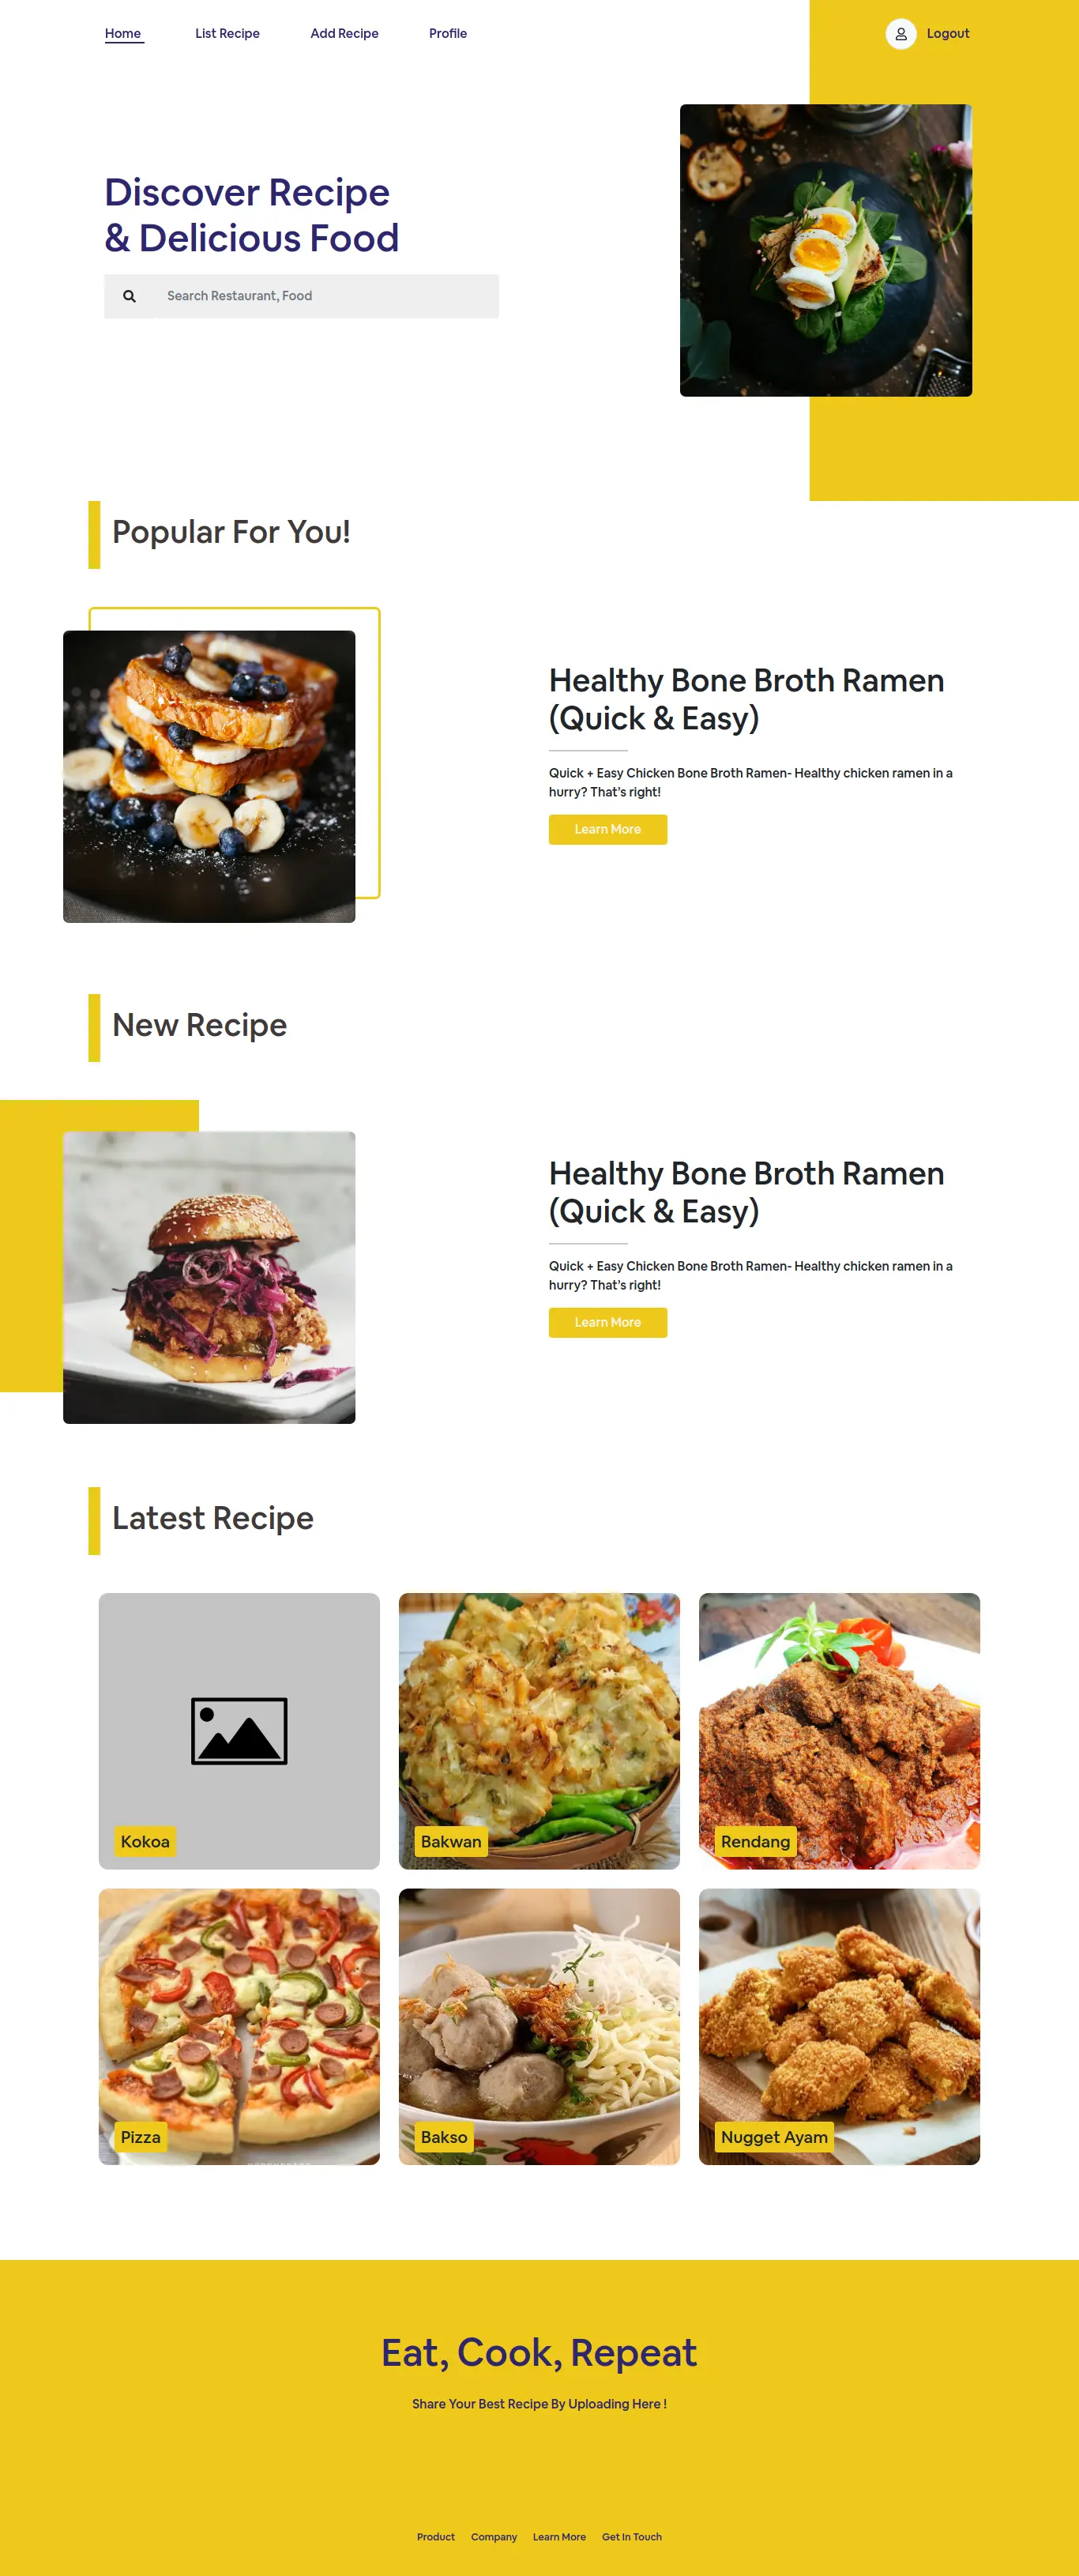 Home
List Recipe
Add Recipe
Profile
Logout
Discover Recipe
& Delicious Food
Search Restaurant, Food
Popular For You!
Healthy Bone Broth Ramen
(Quick & Easy)
Quick + Easy Chicken Bone Broth Ramen- Healthy chicken ramen in a
hurry? That's right!
Learn More
New Recipe
Healthy Bone Broth Ramen
(Quick & Easy)
Quick + Easy Chicken Bone Broth Ramen- Healthy chicken ramen in a
hurry? That's right!
Learn More
Latest Recipe
Kokoa
Bakwan
Rendang
Pizza
Bakso
Nugget Ayam
Eat, Cook, Repeat
Share Your Best Recipe By Uploading Here !
Product
Company
Learn More
Get In Touch